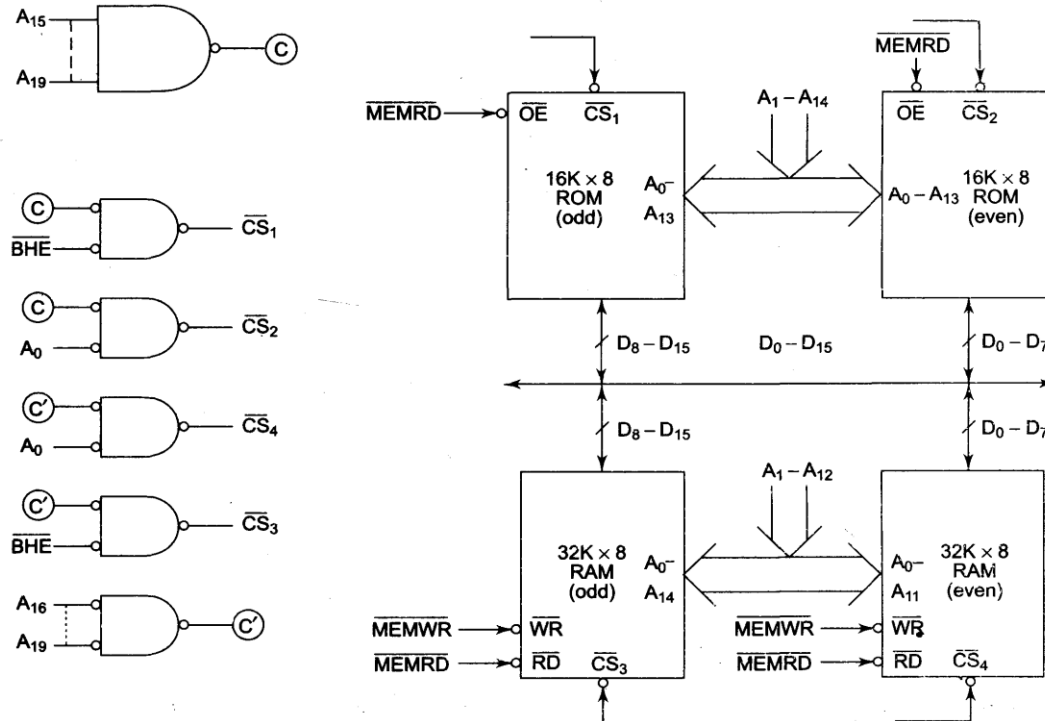 A15
A19
C
C
BHE
CS1
C
A0
CS2
C'
A0
CS4
C'
BHE
CS3
A16
A19
C'
MEMRD
OE
CS1
16K × 8
ROM
(odd)
A0–
A13
A1 – A14
MEMRD
OE
CS2
A0 – A13
16K × 8
ROM
(even)
D8 – D15
D0 – D15
D0 – D7
D8 – D15
D0 – D7
32K × 8
RAM
(odd)
A0–
A14
MEMWR
WR
MEMRD
RD
CS3
A1 – A12
A0–
A11
32K × 8
RAM
(even)
MEMWR
WR
MEMRD
RD
CS4